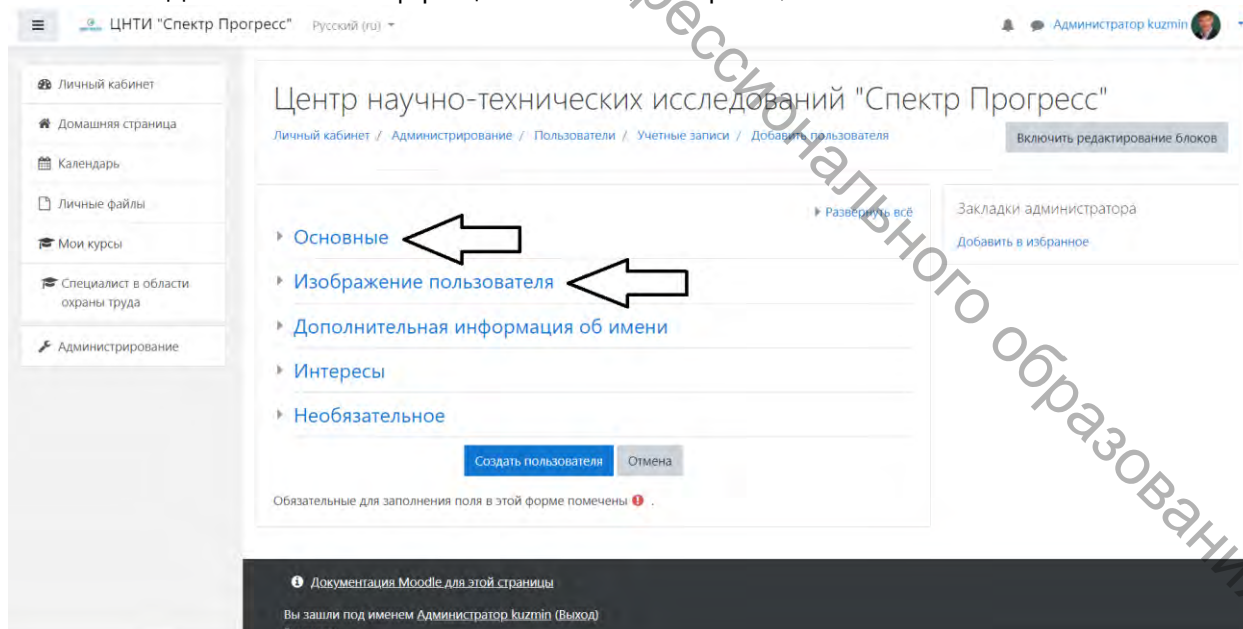 ЦНТИ "Спектр Прогресс" Русский (ru)
Администратор kuzmin
Личный кабинет
Домашняя страница
Календарь
Личные файлы
Мои курсы
Специалист в области
охраны труда
Администрирование
Центр научно-технических исследований "Спектр Прогресс"
Личный кабинет / Администрирование / Пользователи / Учетные записи / Добавить пользователя
Включить редактирование блоков
Развернуть всё
Основные
Изображение пользователя
Дополнительная информация об имени
Интересы
Необязательное
Создать пользователя Отмена
Обязательные для заполнения поля в этой форме помечены .
Закладки администратора
Добавить в избранное
Документация Moodle для этой страницы
Вы зашли под именем Администратор kuzmin (Выход)
рессионального образования